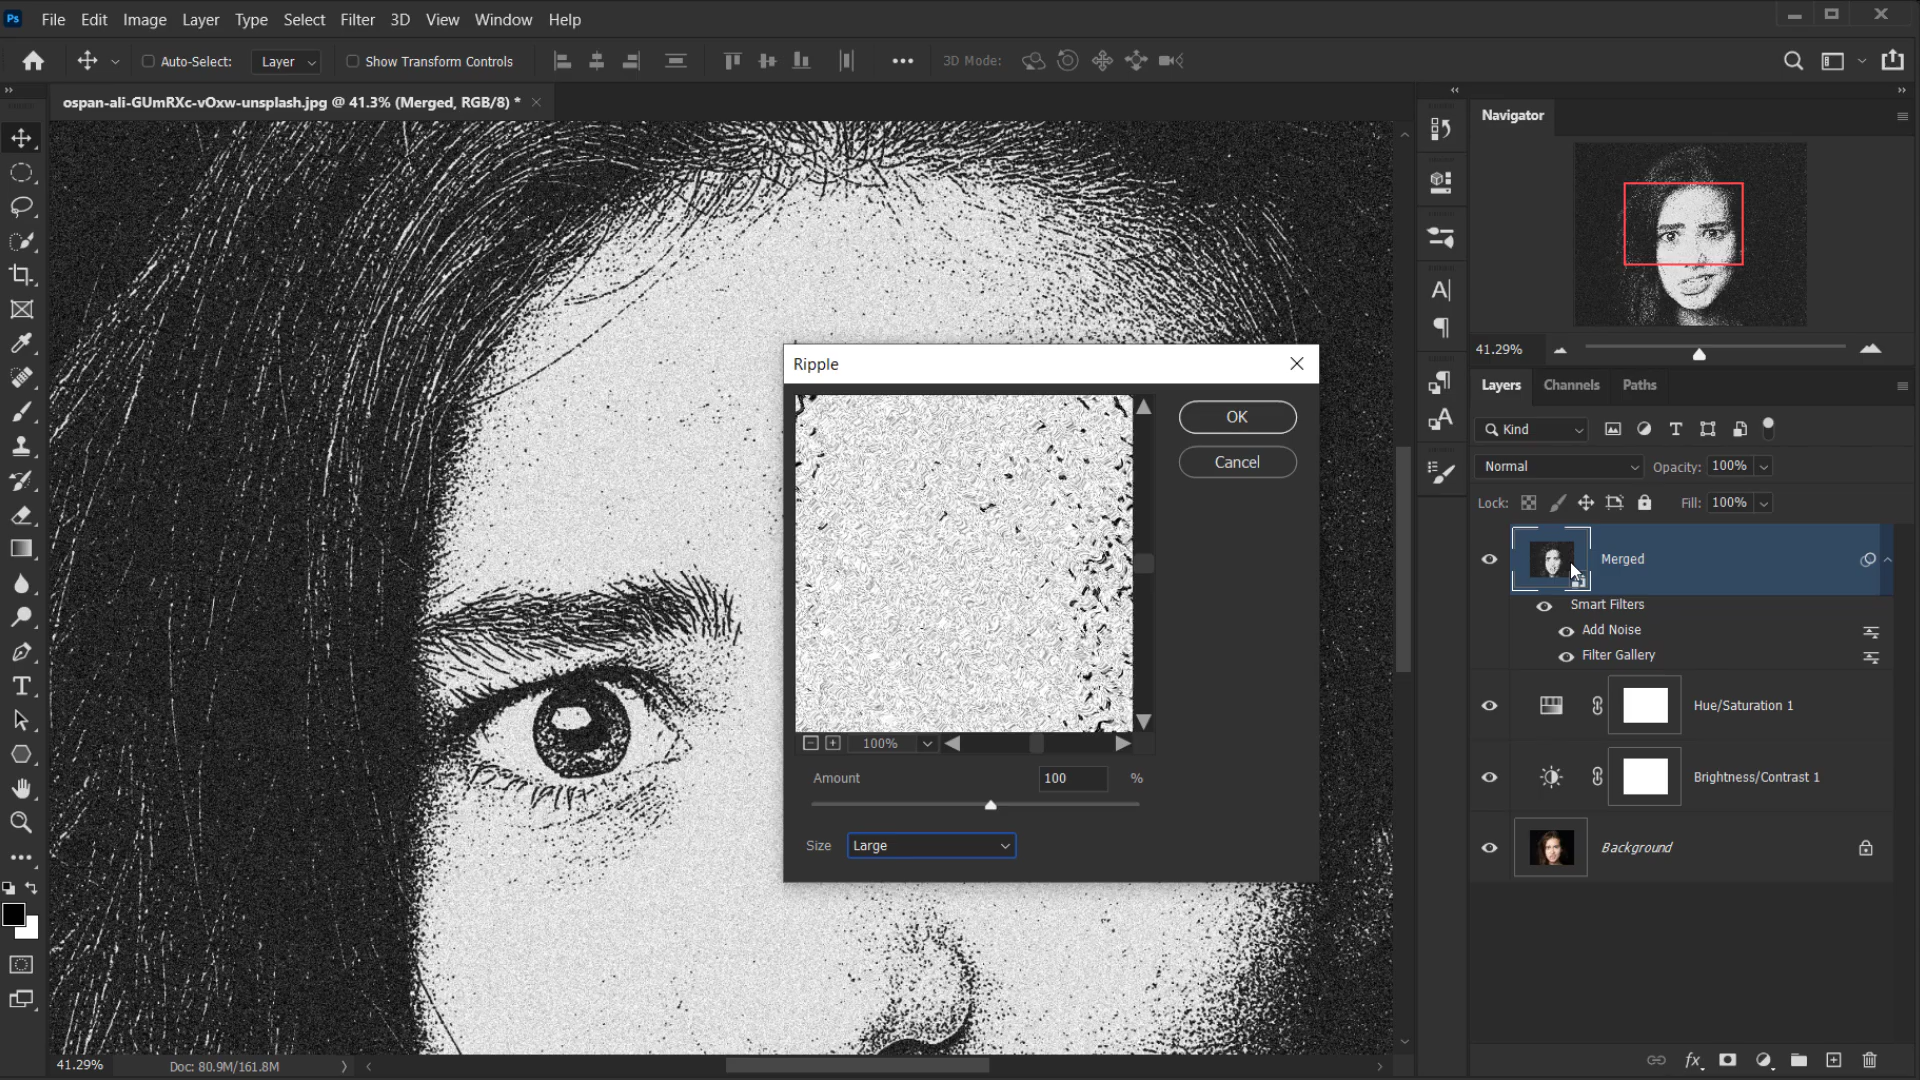 Ps File Edit Image Layer Type Select Filter 3D View Window Help
Auto-Select: Layer Show Transform Controls 3D Mode:
ospan-ali-GUmRXc-vOxw-unsplash.jpg @ 41.3% (Merged, RGB/8) *
Navigator
41.29%
Layers Channels Paths
Kind
Normal Opacity: 100%
Lock: Fill: 100%
Merged
Smart Filters
Add Noise
Filter Gallery
Hue/Saturation 1
Brightness/Contrast 1
Background
Ripple
OK
Cancel
100%
Amount 100 %
Size Large
41.29% Doc: 80.9M/161.8M
fx